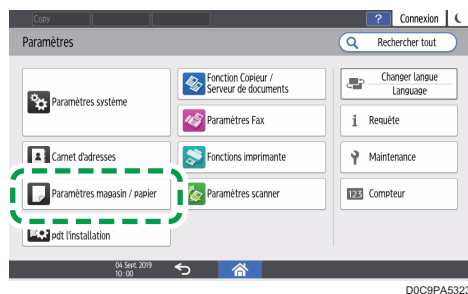 Copy
? Connexion
Paramètres
Rechercher tout
Paramètres système
Fonction Copieur /
Serveur de documents
Changer langue
Language
Paramètres Fax
i Requête
Carnet d'adresses
Fonctions imprimante
Maintenance
Paramètres magasin / papier
Paramètres scanner
123 Compteur
pdt l'installation
04 Sept. 2019
10:00
D0C9PA5323